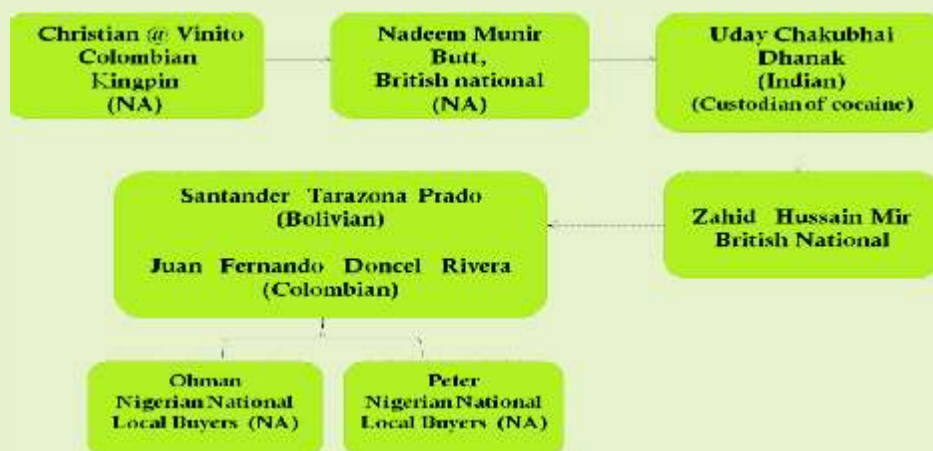 Christian @ Vinito
Colombian
Kingpin
(NA)
Nadeem Munir
Butt,
British national
(NA)
Uday Chakubhai
Dhanak
(Indian)
(Custodian of cocaine)
Zahid Hussain Mir
British National
Santander Tarazona Prado
(Bolivian)
Juan Fernando Doncel Rivera
(Colombian)
Ohman
Nigerian National
Local Buyers (NA)
Peter
Nigerian National
Local Buyers (NA)